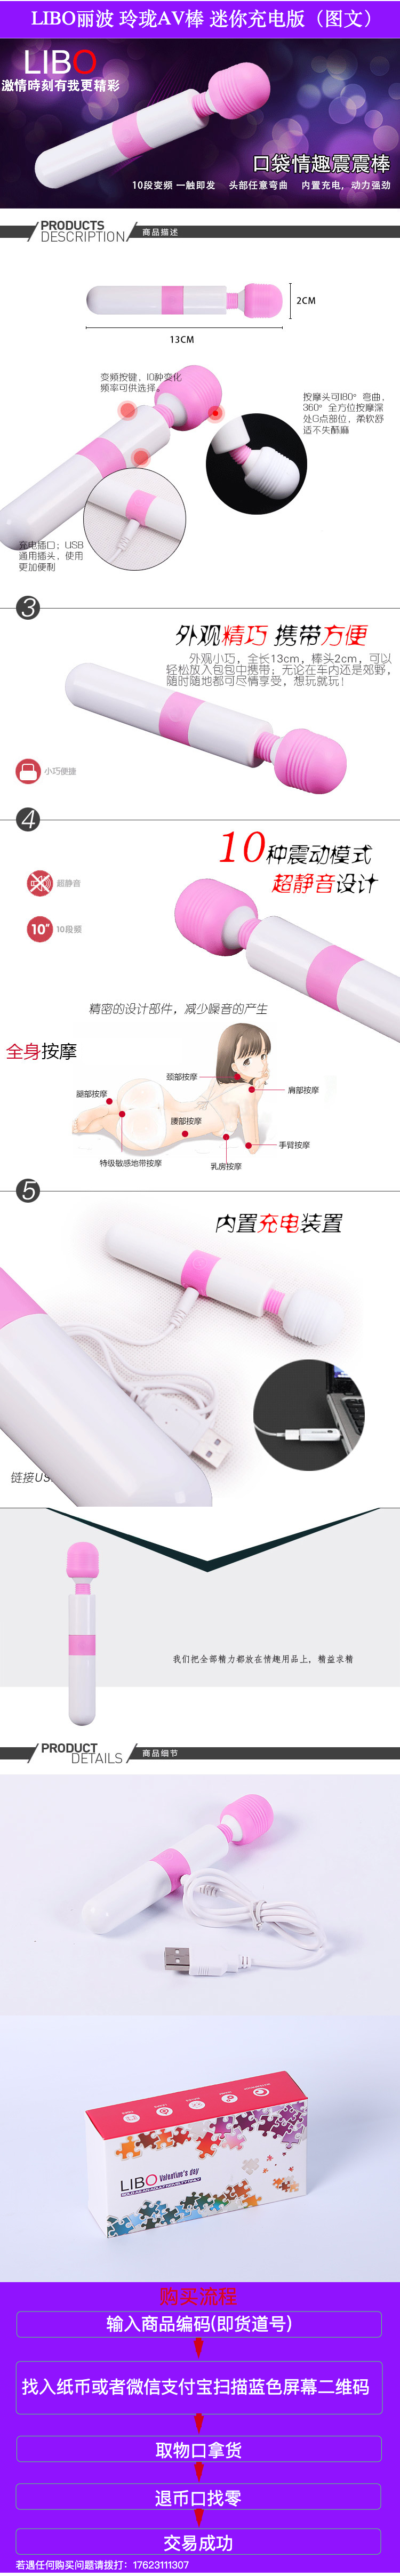 LIBO丽波 玲珑AV棒 迷你充电版（图文）
LIBO
激情時刻有我更精彩
口袋情趣震震棒
10段变频 一触即发 头部任意弯曲 内置充电，动力强劲
PRODUCTS
DESCRIPTION
商品描述
2CM
13CM
变频按键，10种变化
频率可供选择。
按摩头可180° 弯曲，
360° 全方位按摩深
处G点部位，柔软舒
适不失酥麻
充电插口；USB
通用插头，使用
更加便制
3
外观精巧 携带方便
外观小巧，全长13cm，棒头2cm，可以
轻松放入包包中携带；无论在车内还是郊野，
随时随地都可尽情享受，想玩就玩！
小巧便捷
4
10种震动模式
超静音设计
超静音
10"
10段频
精密的设计部件，减少噪音的产生
全身按摩
颈部按摩
肩部按摩
腿部按摩
腰部按摩
手臂按摩
特级敏感地带按摩
乳房按摩
5
内置充电装置
链接US
我们把全部精力都放在情趣用品上，精益求精
PRODUCT
DETAILS
商品细节
LIBO Valentine's day
购买流程
输入商品编码(即货道号)
找入纸币或者微信支付宝扫描蓝色屏幕二维码
取物口拿货
退币口找零
交易成功
若遇任何购买问题请拨打：17623111307